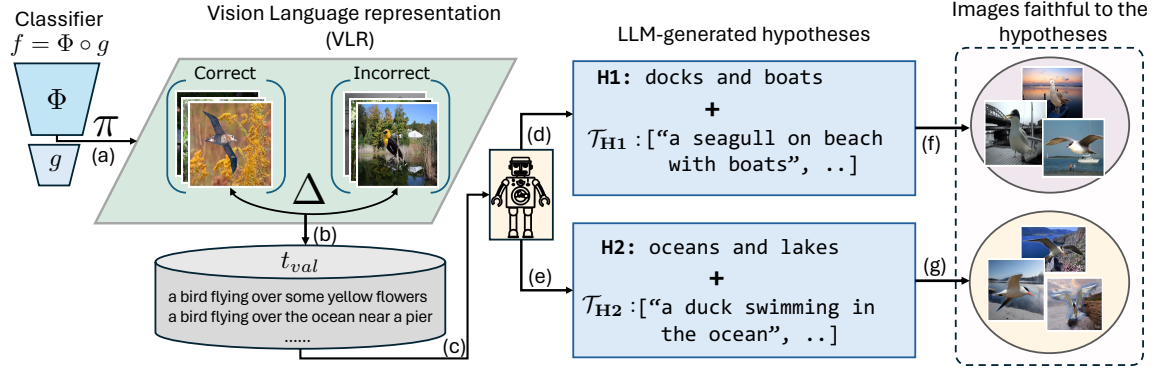 Classifier
f = Φ ∘ g
Φ
g
π
(a)
Vision Language representation
(VLR)
Correct
Incorrect
Δ
(b)
t_val
a bird flying over some yellow flowers
a bird flying over the ocean near a pier
......
(c)
(d)
(e)
LLM-generated hypotheses
H1: docks and boats
+
𝒯_H1 :["a seagull on beach
with boats", ..]
H2: oceans and lakes
+
𝒯_H2 :["a duck swimming in
the ocean", ..]
(f)
(g)
Images faithful to the
hypotheses